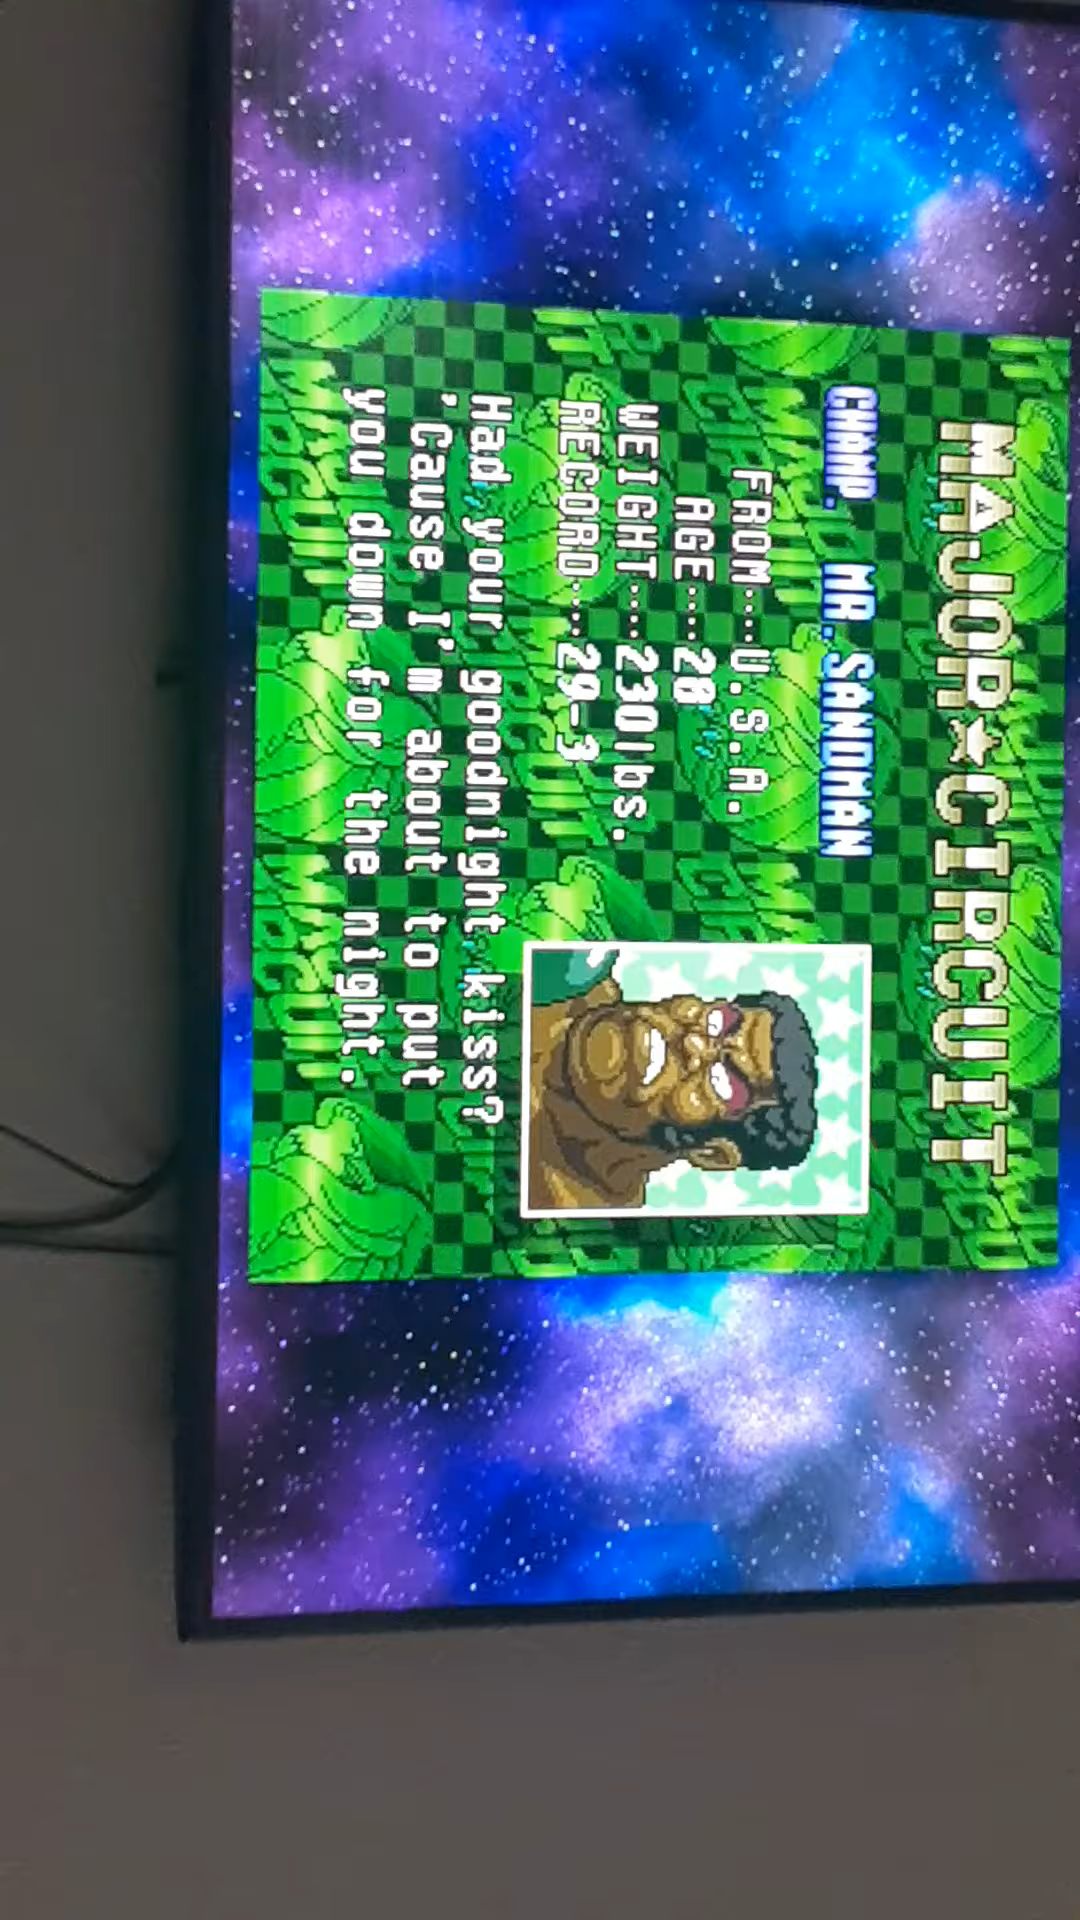 MAJOR★CIRCUIT
CHAMP. MR.SANDMAN
FROM....U.S.A.
AGE....28
WEIGHT....230lbs.
RECORD....29-3
Had your goodnight kiss?
'Cause I'm about to put
you down for the night.